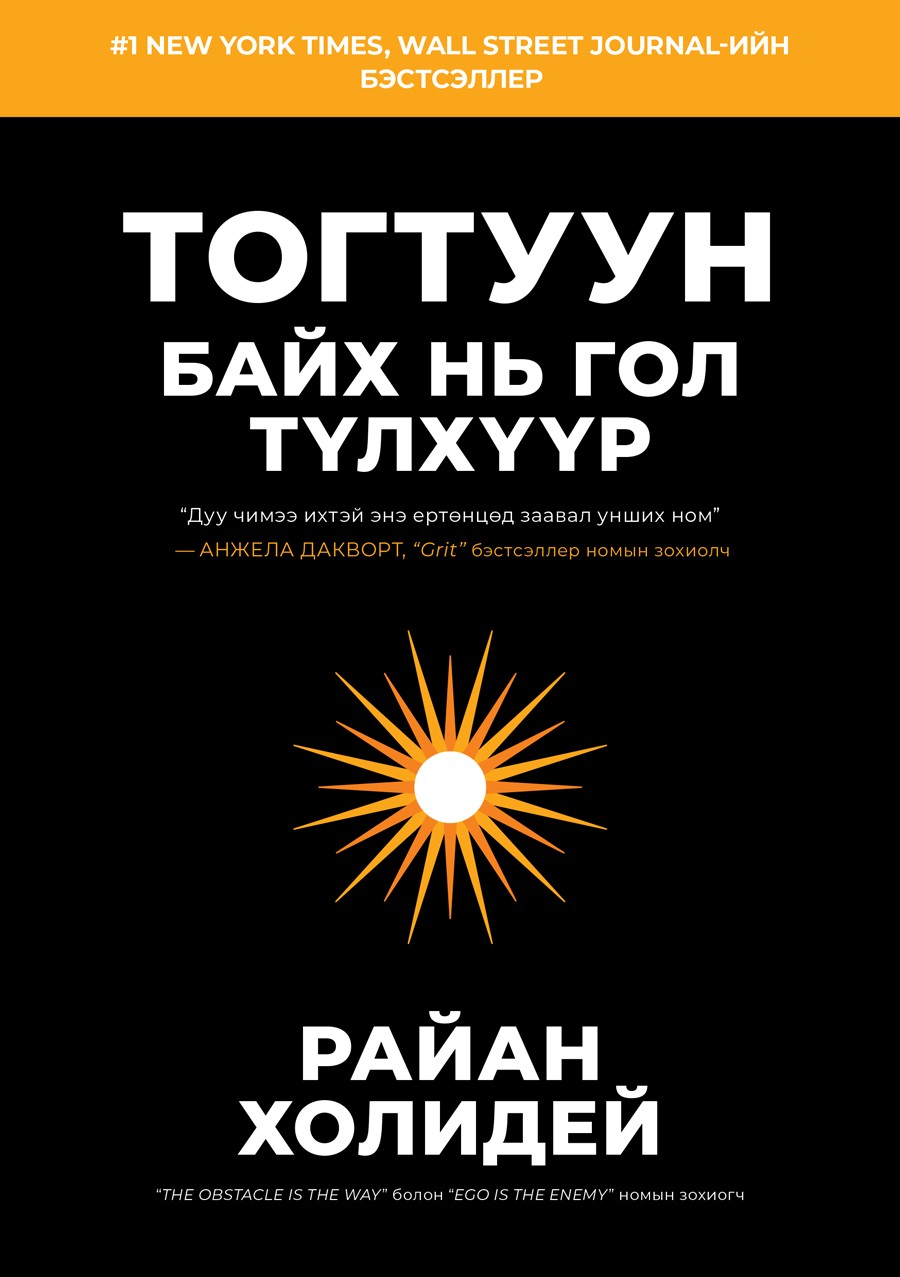 #1 NEW YORK TIMES, WALL STREET JOURNAL-ИЙН
БЭСТСЭЛЛЕР
ТОГТУУН
БАЙХ НЬ ГОЛ
ТҮЛХҮҮР
“Дуу чимээ ихтэй энэ ертөнцөд заавал унших ном”
— АНЖЕЛА ДАКВОРТ, “Grit” бэстсэллер номын зохиолч
РАЙАН
ХОЛИДЕЙ
“THE OBSTACLE IS THE WAY” болон “EGO IS THE ENEMY” номын зохиогч